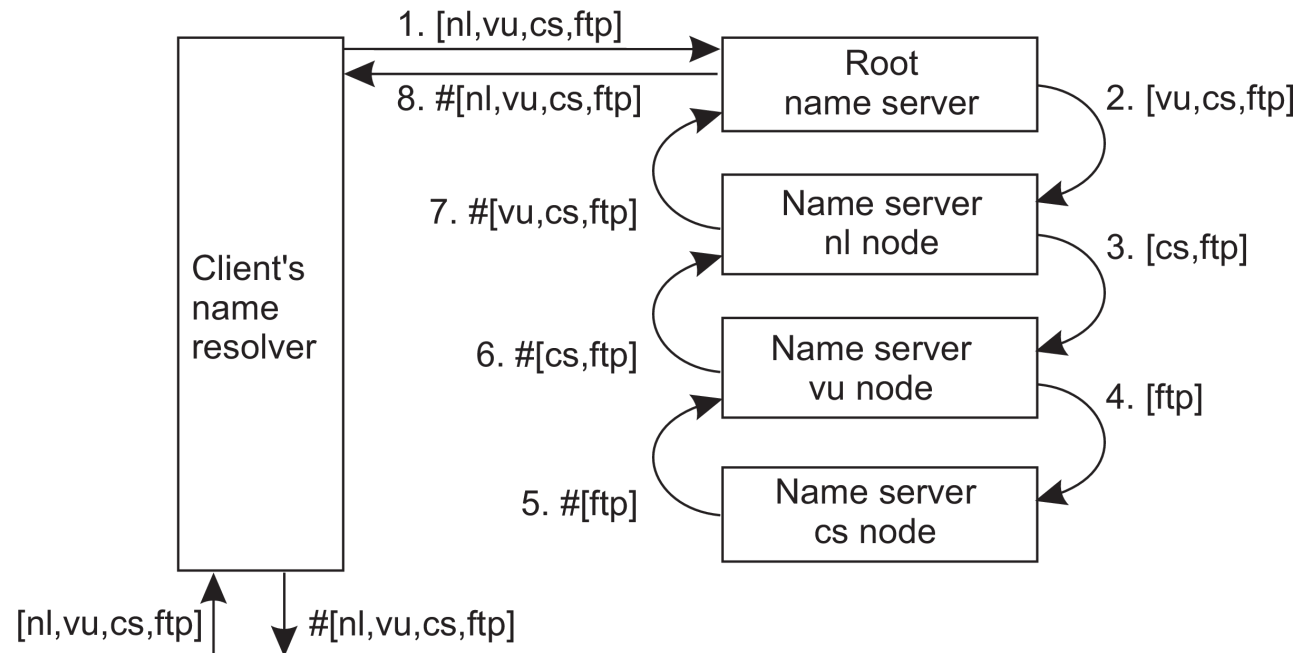 1. [nl,vu,cs,ftp]
8. #[nl,vu,cs,ftp]
Root
name server
2. [vu,cs,ftp]
7. #[vu,cs,ftp]
Name server
nl node
3. [cs,ftp]
Client's
name
resolver
6. #[cs,ftp]
Name server
vu node
4. [ftp]
5. #[ftp]
Name server
cs node
[nl,vu,cs,ftp]
#[nl,vu,cs,ftp]